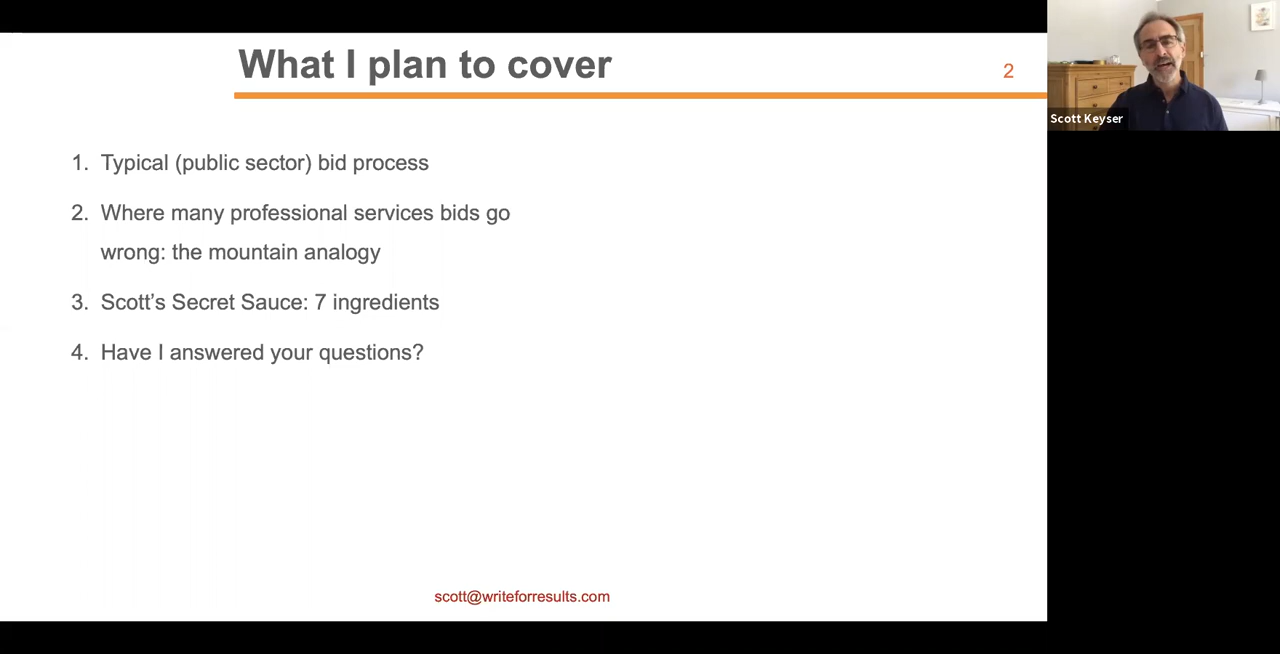 What I plan to cover
2
Scott Keyser
1. Typical (public sector) bid process
2. Where many professional services bids go
wrong: the mountain analogy
3. Scott’s Secret Sauce: 7 ingredients
4. Have I answered your questions?
scott@writeforresults.com